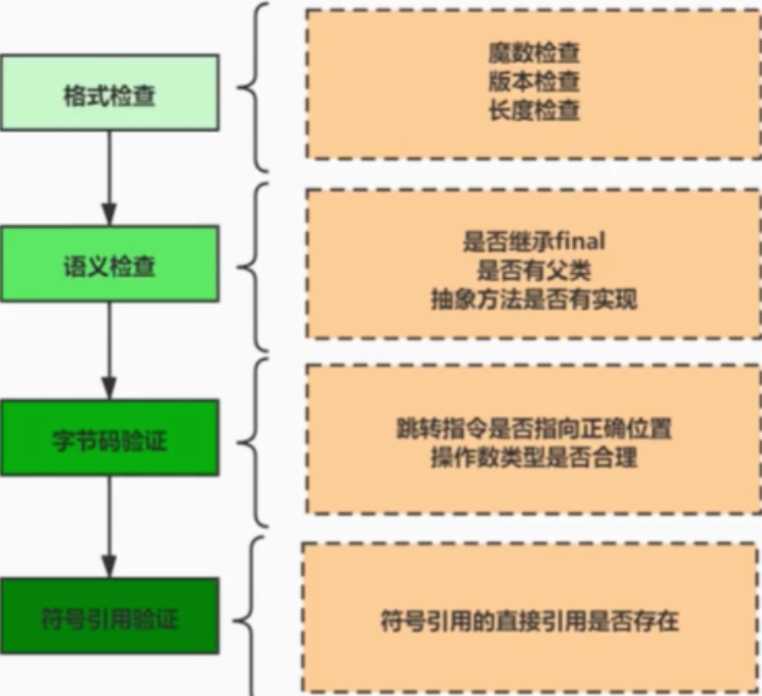 格式检查
魔数检查
版本检查
长度检查
语义检查
是否继承final
是否有父类
抽象方法是否有实现
字节码验证
跳转指令是否指向正确位置
操作数类型是否合理
符号引用验证
符号引用的直接引用是否存在